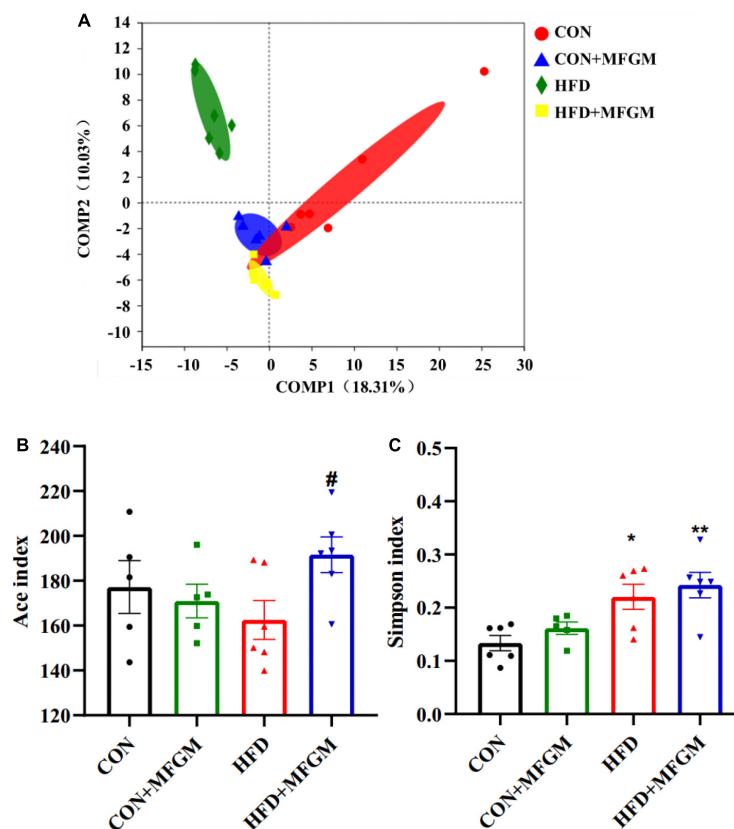 A
CON
CON+MFGM
HFD
HFD+MFGM
COMP2（10.03%）
14
12
10
8
6
4
2
0
-2
-4
-6
-8
-10
-15 -10 -5 0 5 10 15 20 25 30
COMP1（18.31%）
B
Ace index
240
220
200
180
160
140
120
#
CON
CON+MFGM
HFD
HFD+MFGM
C
Simpson index
0.5
0.4
0.3
0.2
0.1
0.0
*
**
CON
CON+MFGM
HFD
HFD+MFGM